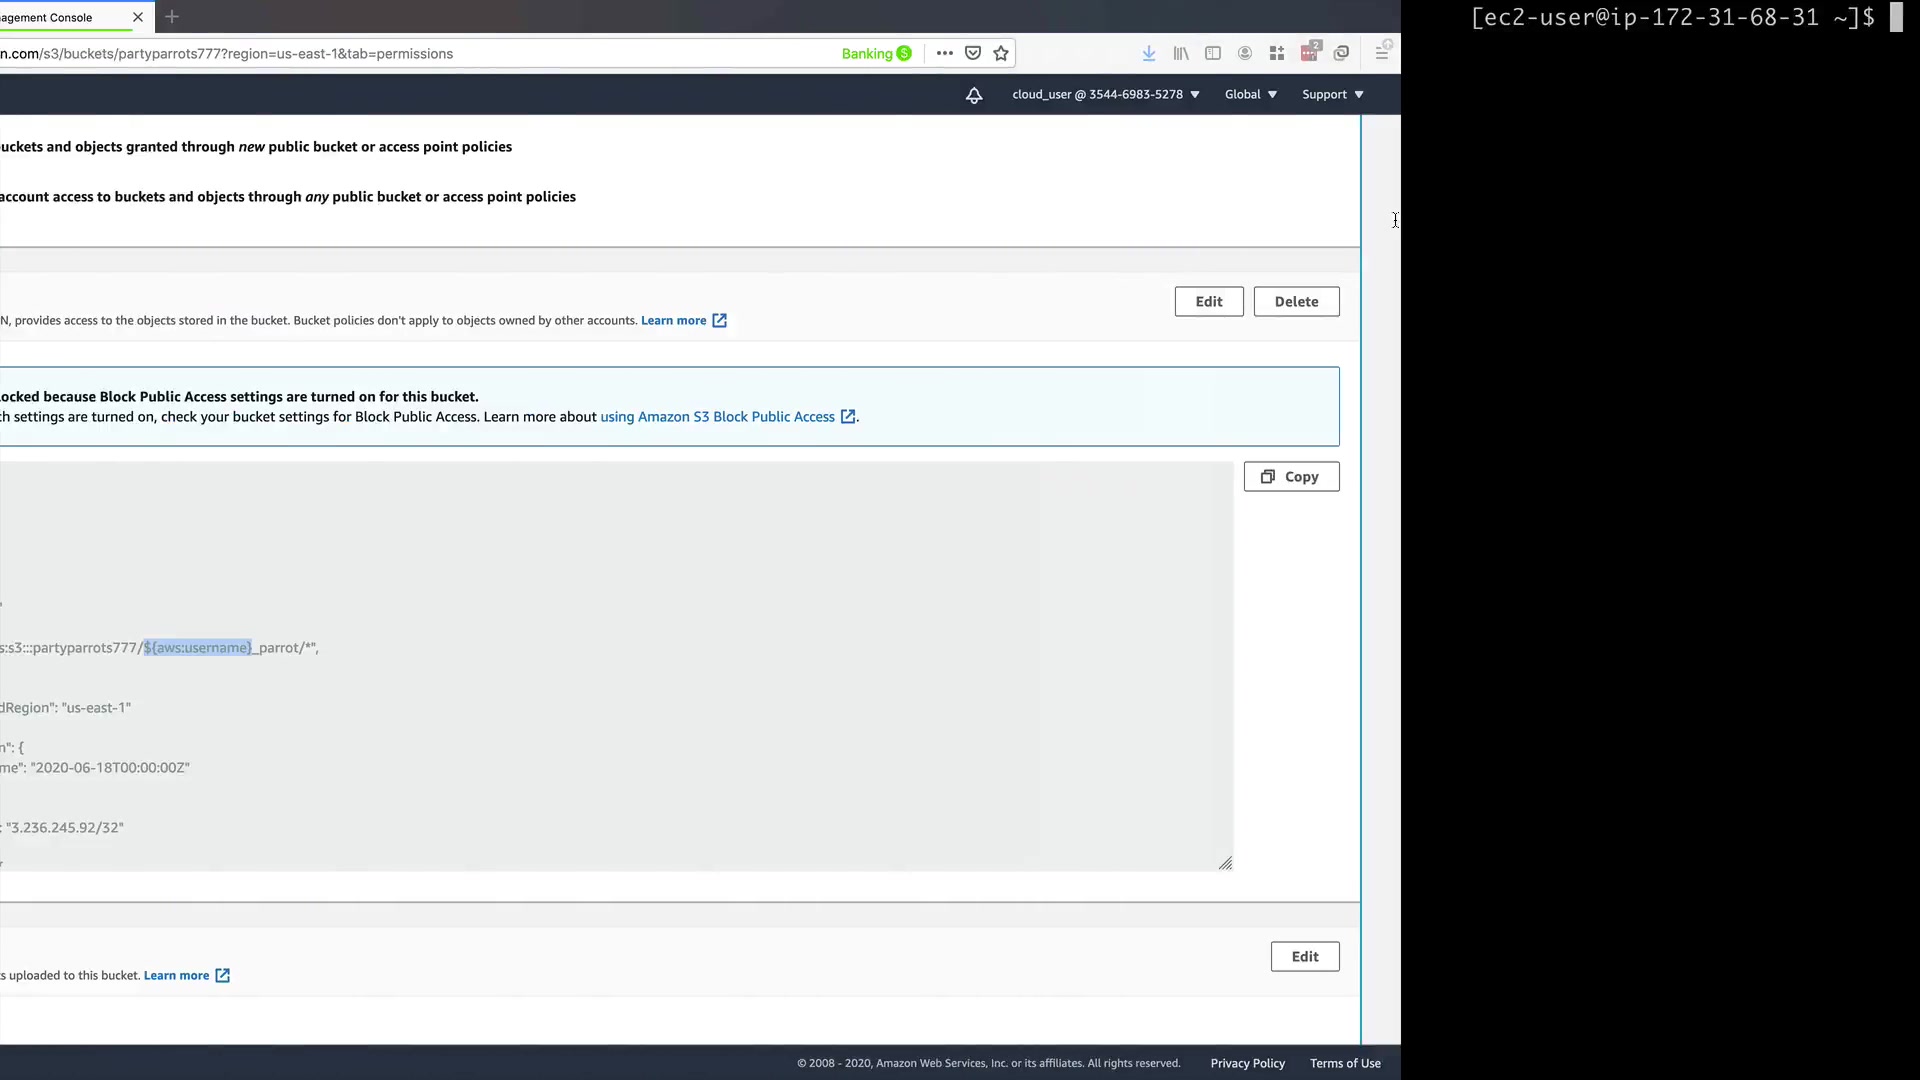 agement Console
[ec2-user@ip-172-31-68-31 ~]$
n.com/s3/buckets/partyparrots777?region=us-east-1&tab=permissions
Banking
2
cloud_user @ 3544-6983-5278
Global
Support
uckets and objects granted through new public bucket or access point policies
account access to buckets and objects through any public bucket or access point policies
Edit
Delete
N, provides access to the objects stored in the bucket. Bucket policies don't apply to objects owned by other accounts. Learn more
ocked because Block Public Access settings are turned on for this bucket.
h settings are turned on, check your bucket settings for Block Public Access. Learn more about using Amazon S3 Block Public Access.
Copy
s:s3:::partyparrots777/${aws:username}_parrot/*",
dRegion": "us-east-1"
n": {
me": "2020-06-18T00:00:00Z"
: "3.236.245.92/32"
Edit
s uploaded to this bucket. Learn more
© 2008 - 2020, Amazon Web Services, Inc. or its affiliates. All rights reserved.
Privacy Policy
Terms of Use